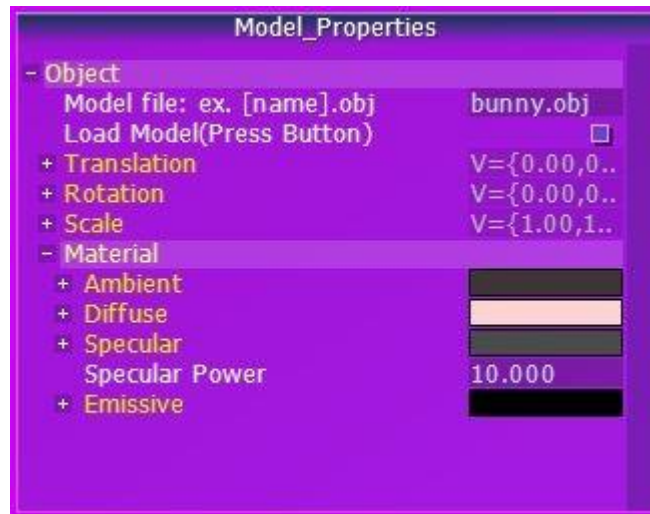 Model_Properties
- Object
Model file: ex. [name].obj bunny.obj
Load Model(Press Button)
+ Translation V={0.00,0..
+ Rotation V={0.00,0..
+ Scale V={1.00,1..
- Material
+ Ambient
+ Diffuse
+ Specular
Specular Power 10.000
+ Emissive